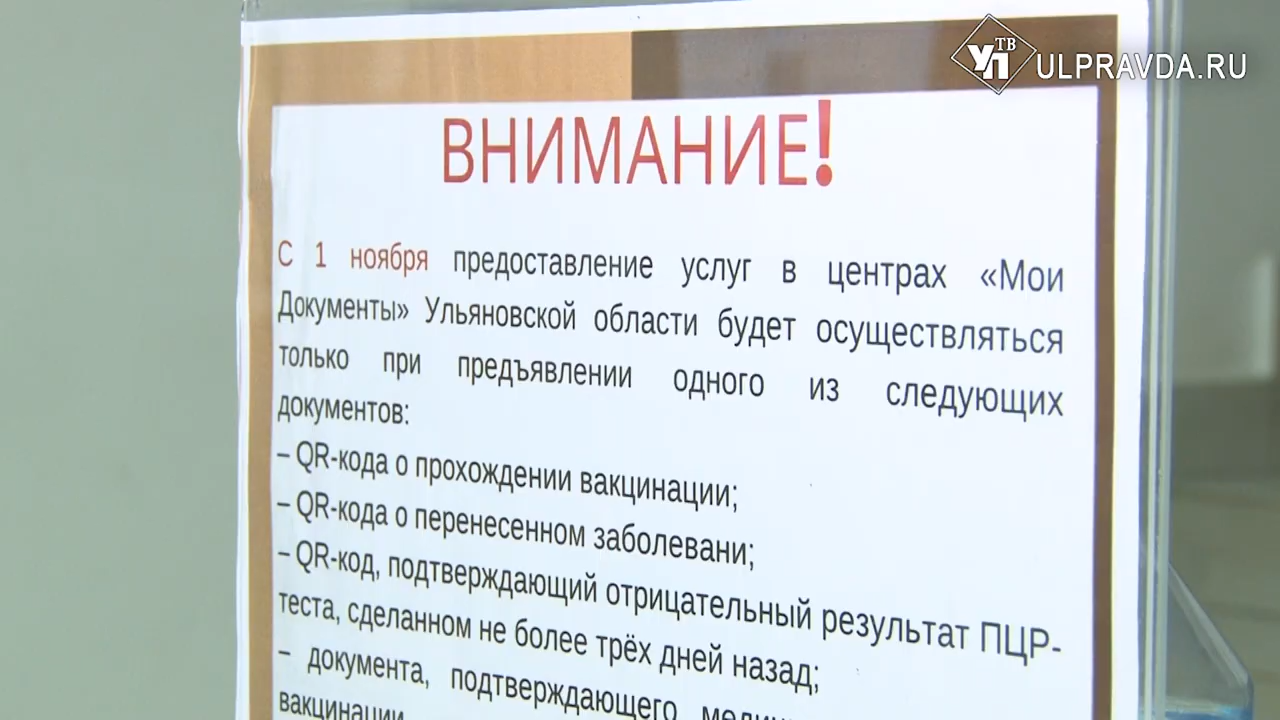 УП ТВ ULPRAVDA.RU
ВНИМАНИЕ!
С 1 ноября предоставление услуг в центрах «Мои
Документы» Ульяновской области будет осуществляться
только при предъявлении одного из следующих
документов:
– QR-кода о прохождении вакцинации;
– QR-кода о перенесенном заболевани;
– QR-код, подтверждающий отрицательный результат ПЦР-
теста, сделанном не более трёх дней назад;
– документа, подтверждающего
вакцинации